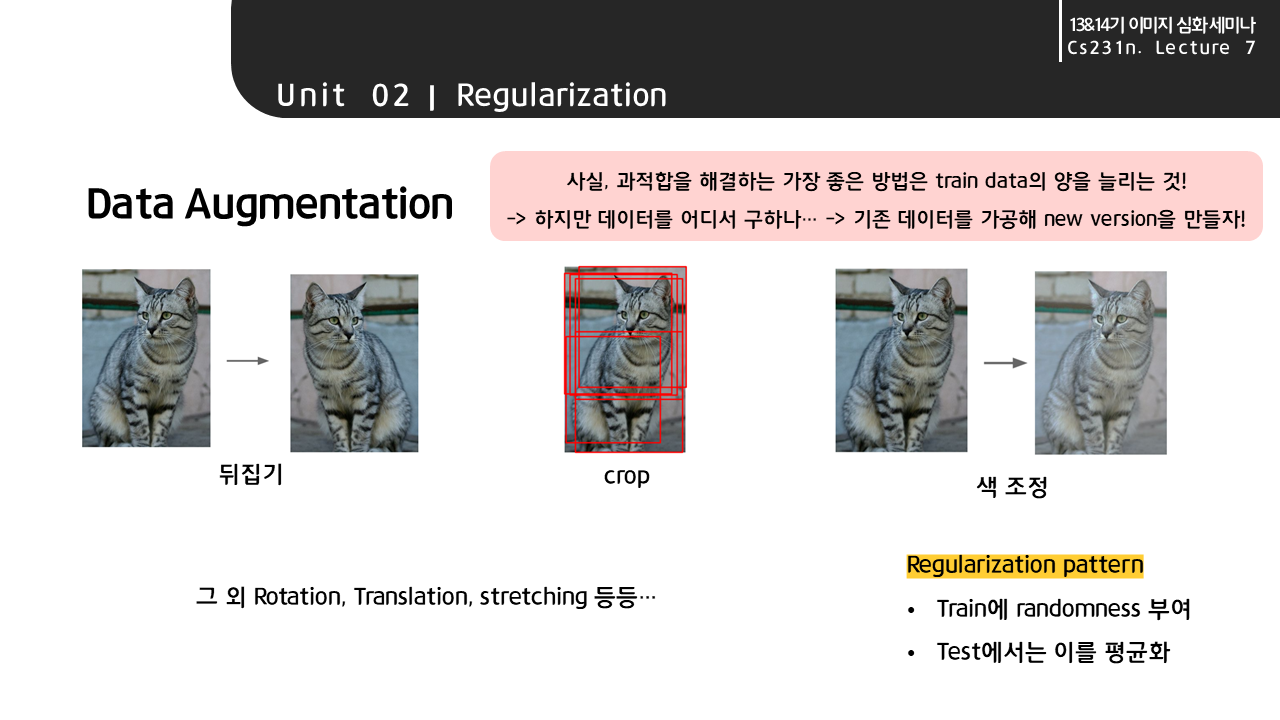 13&14기 이미지 심화세미나
Cs231n. Lecture 7
Unit 02 | Regularization
Data Augmentation
사실, 과적합을 해결하는 가장 좋은 방법은 train data의 양을 늘리는 것!
-> 하지만 데이터를 어디서 구하나… -> 기존 데이터를 가공해 new version을 만들자!
뒤집기
crop
색 조정
그 외 Rotation, Translation, stretching 등등…
Regularization pattern
• Train에 randomness 부여
• Test에서는 이를 평균화